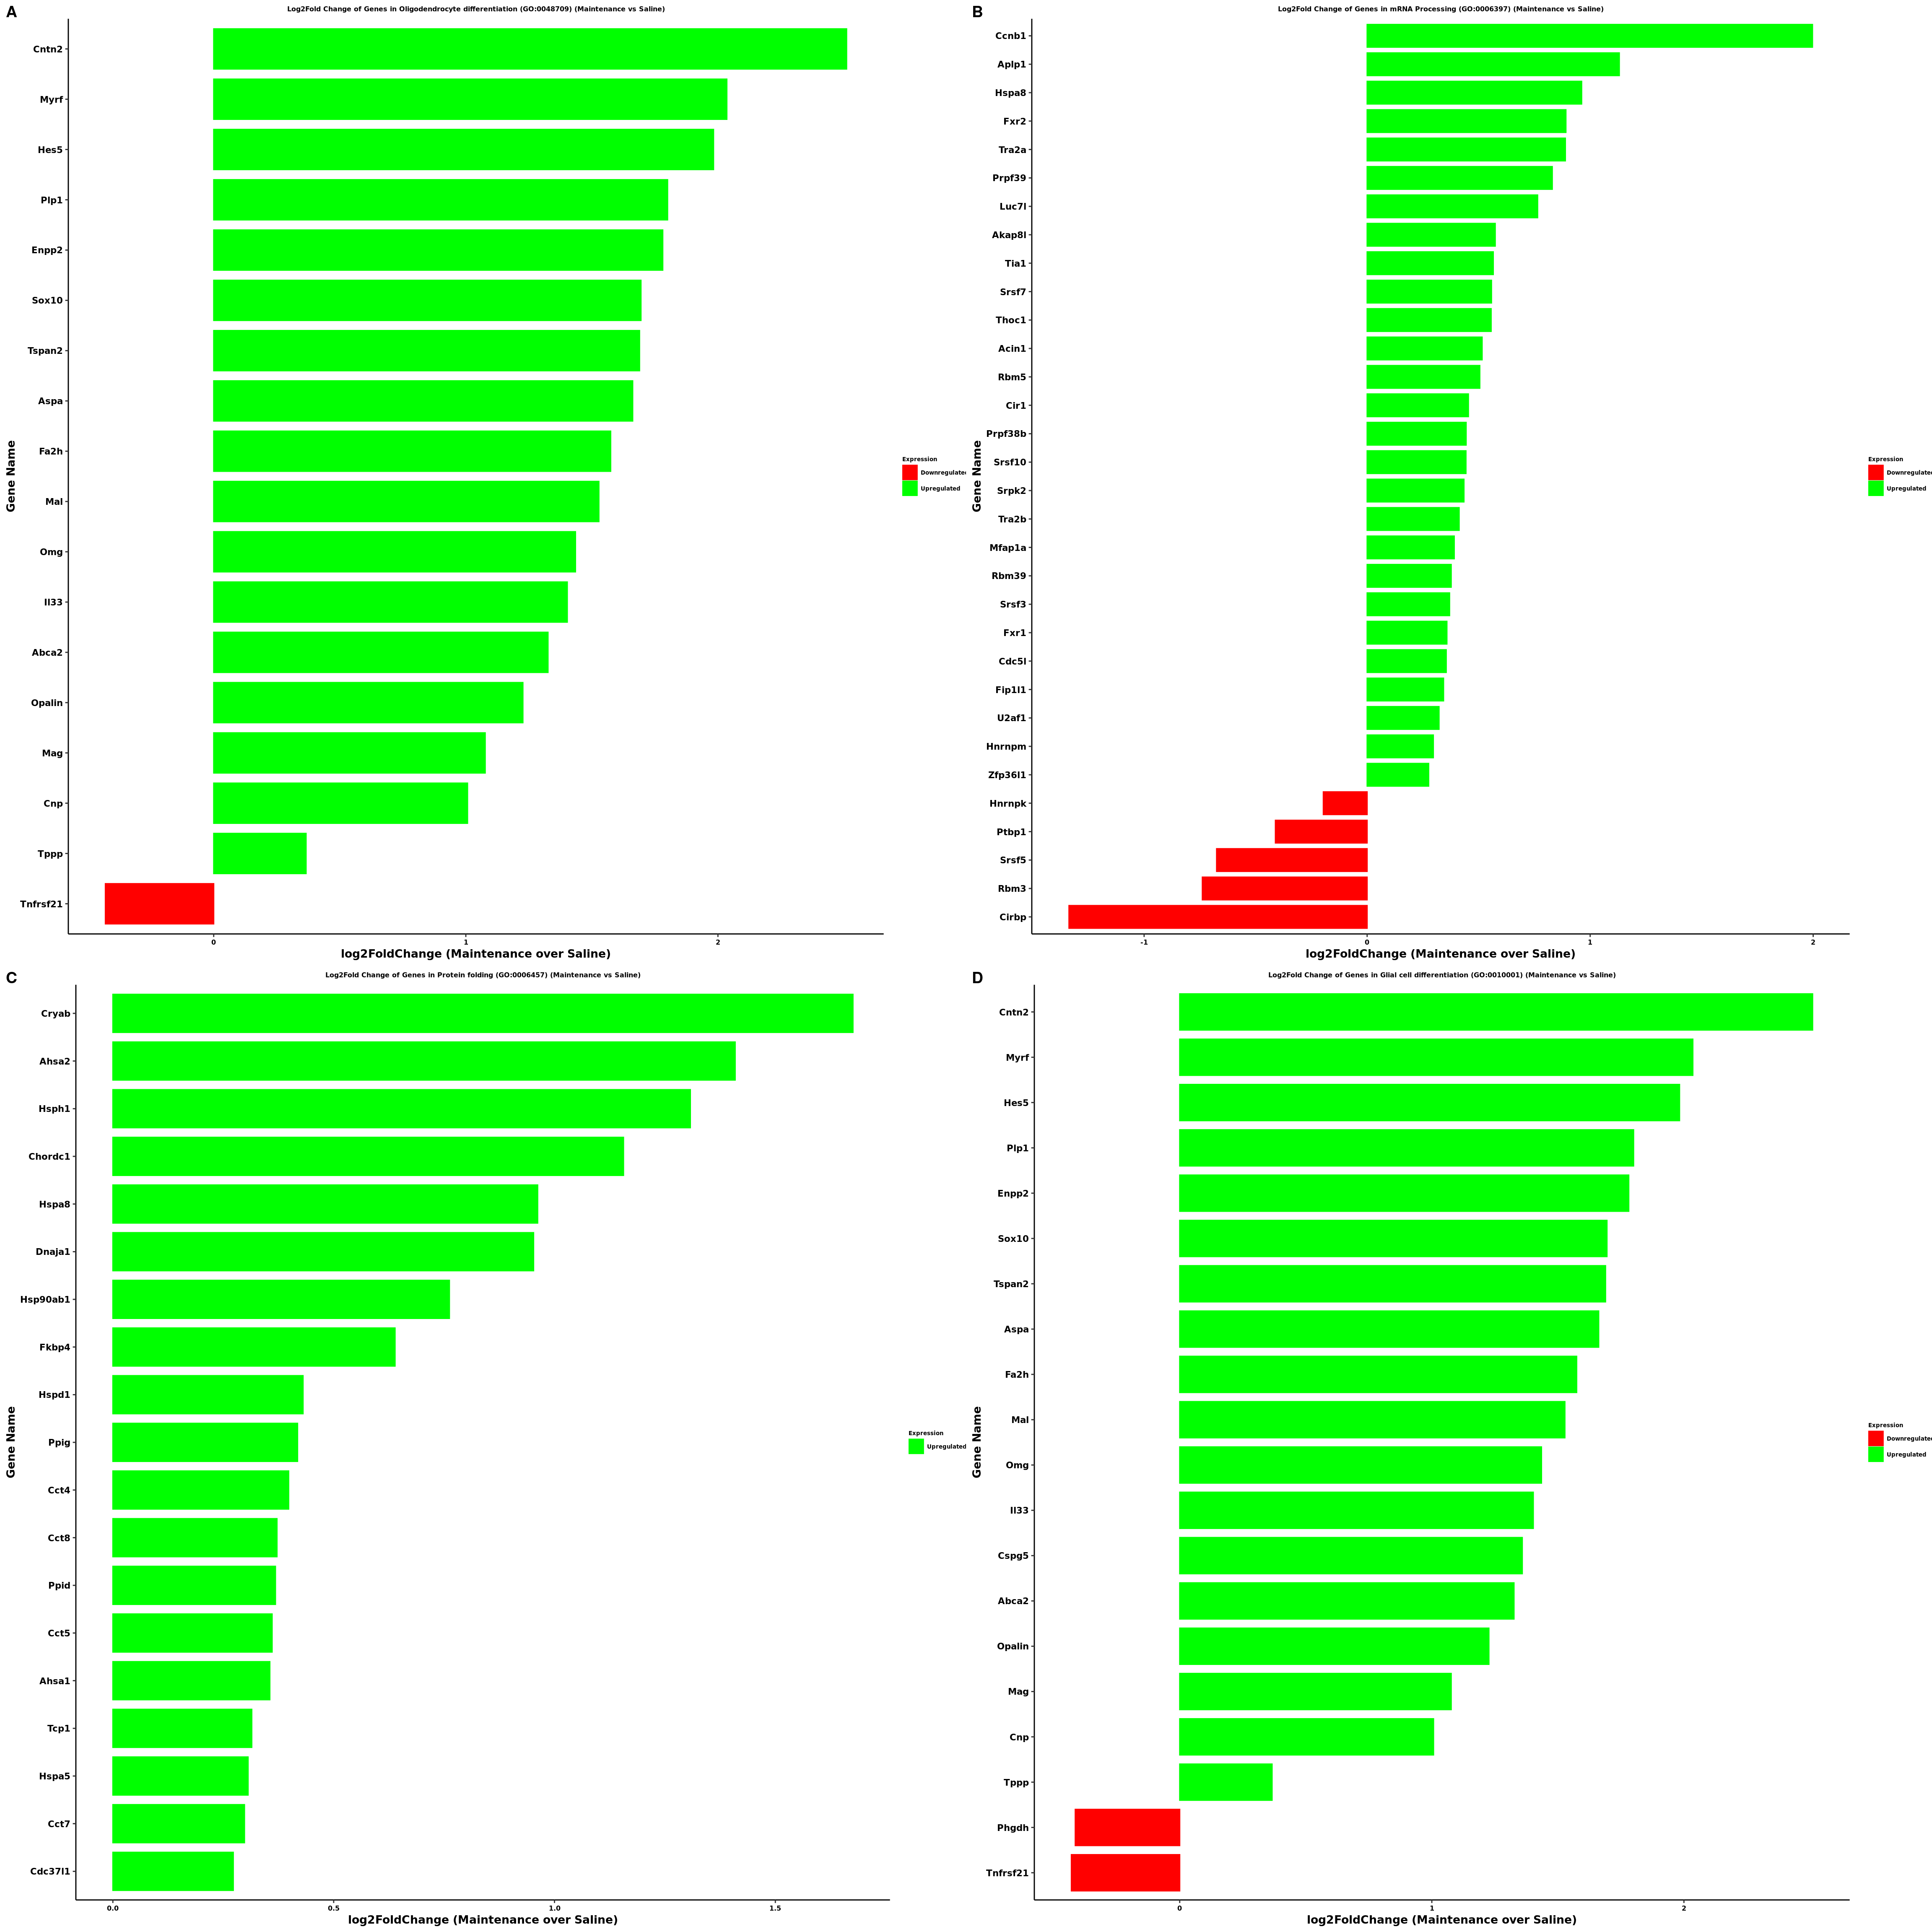 A
Log2Fold Change of Genes in Oligodendrocyte differentiation (GO:0048709) (Maintenance vs Saline)
Gene Name
Cntn2
Myrf
Hes5
Plp1
Enpp2
Sox10
Tspan2
Aspa
Fa2h
Mal
Omg
Il33
Abca2
Opalin
Mag
Cnp
Tppp
Tnfrsf21
0 1 2
log2FoldChange (Maintenance over Saline)
Expression
Downregulated
Upregulated
B
Log2Fold Change of Genes in mRNA Processing (GO:0006397) (Maintenance vs Saline)
Gene Name
Ccnb1
Aplp1
Hspa8
Fxr2
Tra2a
Prpf39
Luc7l
Akap8l
Tia1
Srsf7
Thoc1
Acin1
Rbm5
Cir1
Prpf38b
Srsf10
Srpk2
Tra2b
Mfap1a
Rbm39
Srsf3
Fxr1
Cdc5l
Fip1l1
U2af1
Hnrnpm
Zfp36l1
Hnrnpk
Ptbp1
Srsf5
Rbm3
Cirbp
-1 0 1 2
log2FoldChange (Maintenance over Saline)
Expression
Downregulated
Upregulated
C
Log2Fold Change of Genes in Protein folding (GO:0006457) (Maintenance vs Saline)
Gene Name
Cryab
Ahsa2
Hsph1
Chordc1
Hspa8
Dnaja1
Hsp90ab1
Fkbp4
Hspd1
Ppig
Cct4
Cct8
Ppid
Cct5
Ahsa1
Tcp1
Hspa5
Cct7
Cdc37l1
0.0 0.5 1.0 1.5
log2FoldChange (Maintenance over Saline)
Expression
Upregulated
D
Log2Fold Change of Genes in Glial cell differentiation (GO:0010001) (Maintenance vs Saline)
Gene Name
Cntn2
Myrf
Hes5
Plp1
Enpp2
Sox10
Tspan2
Aspa
Fa2h
Mal
Omg
Il33
Cspg5
Abca2
Opalin
Mag
Cnp
Tppp
Phgdh
Tnfrsf21
0 1 2
log2FoldChange (Maintenance over Saline)
Expression
Downregulated
Upregulated